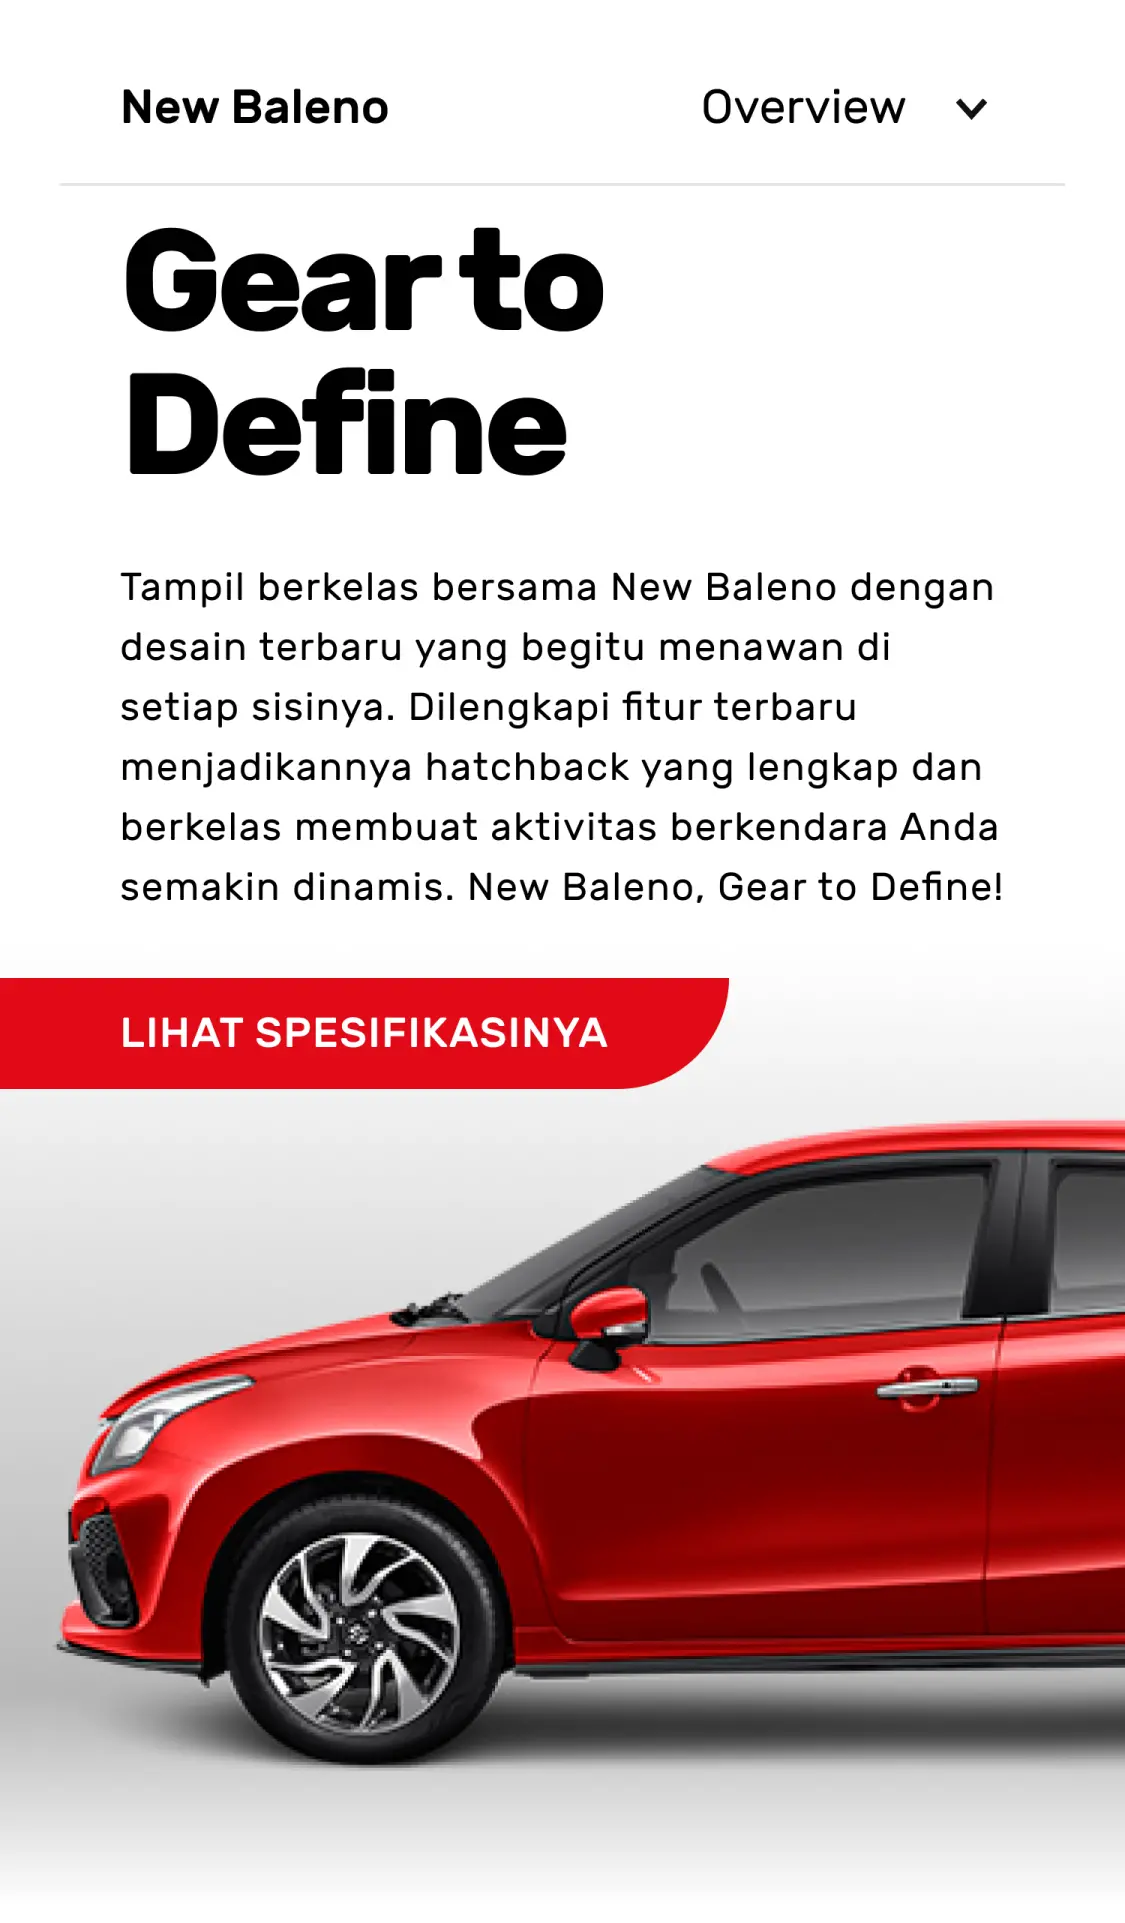 New Baleno
Overview
Gear to
Define
Tampil berkelas bersama New Baleno dengan
desain terbaru yang begitu menawan di
setiap sisinya. Dilengkapi fitur terbaru
menjadikannya hatchback yang lengkap dan
berkelas membuat aktivitas berkendara Anda
semakin dinamis. New Baleno, Gear to Define!
LIHAT SPESIFIKASINYA